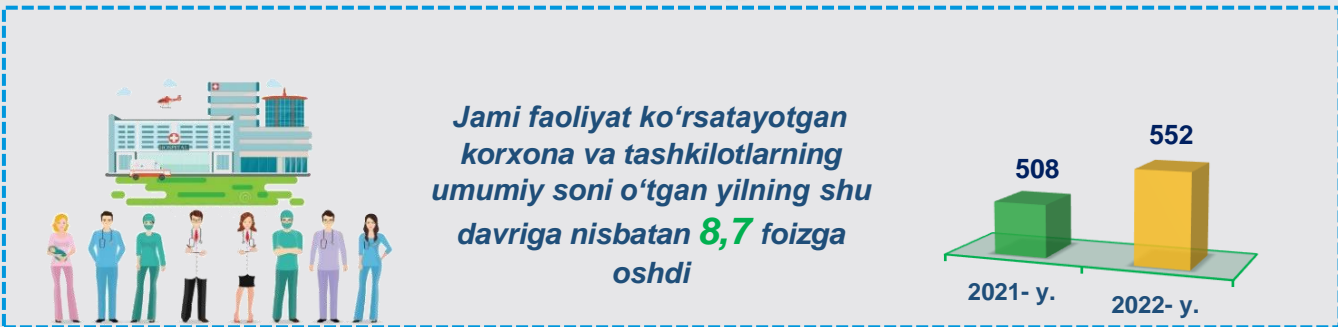 HOSPITAL
Jami faoliyat ko‘rsatayotgan
korxona va tashkilotlarning
umumiy soni o‘tgan yilning shu
davriga nisbatan 8,7 foizga
oshdi
508
552
2021- y.
2022- y.